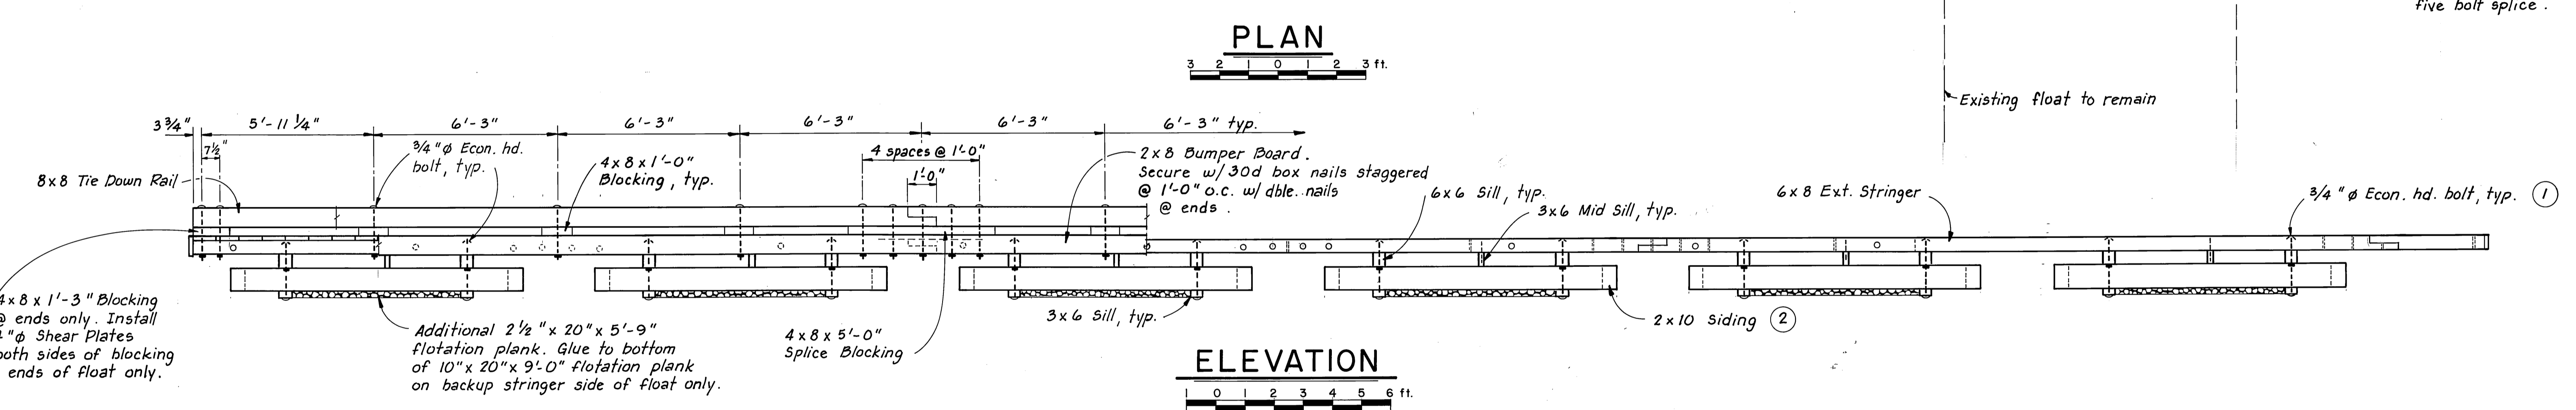 five bolt splice.
PLAN
3 2 1 0 1 2 3 ft.
Existing float to remain
3 3/4" 5'-11 1/4" 6'-3" 6'-3" 6'-3" 6'-3" 6'-3" typ.
7 1/2"
3/4" φ Econ. hd.
bolt, typ.
8x8 Tie Down Rail
4x8x1'-0"
Blocking, typ.
4 spaces @ 1'-0"
1'-0"
2x8 Bumper Board.
Secure w/ 30d box nails staggered
@ 1'-0" o.c. w/ dble. nails
@ ends.
6x6 Sill, typ.
3x6 Mid Sill, typ.
6x8 Ext. Stringer
3/4" φ Econ. hd. bolt, typ. 1
4x8x1'-3" Blocking
@ ends only. Install
4"φ Shear Plates
both sides of blocking
ends of float only.
Additional 2 1/2" x 20" x 5'-9"
flotation plank. Glue to bottom
of 10" x 20" x 9'-0" flotation plank
on backup stringer side of float only.
4x8x5'-0"
Splice Blocking
3x6 Sill, typ.
2x10 Siding 2
ELEVATION
1 0 1 2 3 4 5 6 ft.